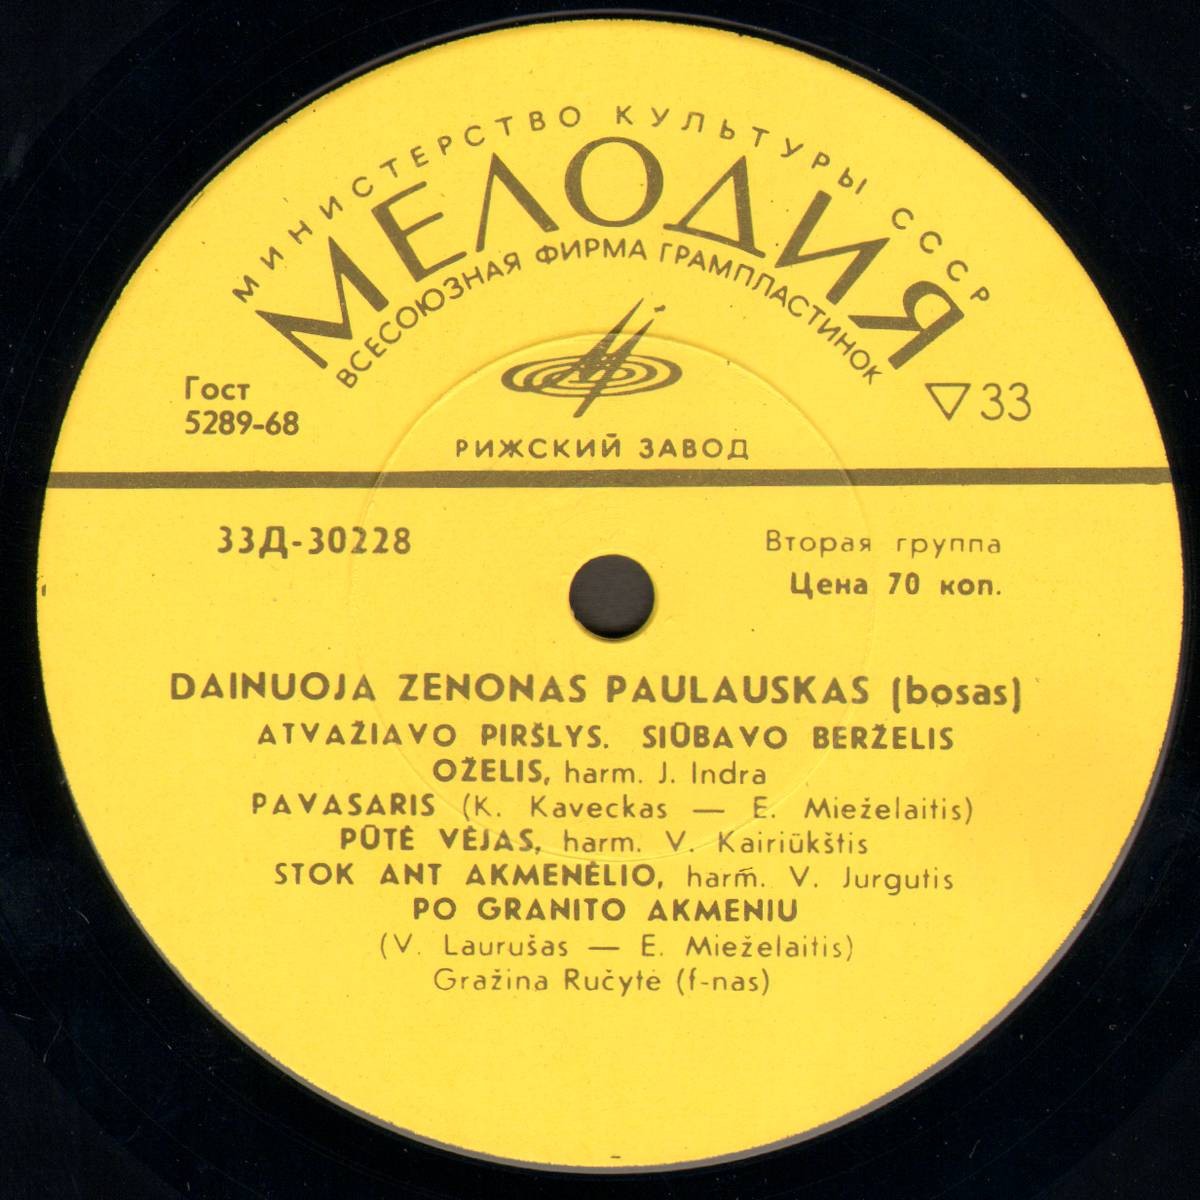 МИНИСТЕРСТВО КУЛЬТУРЫ СССР
МЕЛОДИЯ
ВСЕСОЮЗНАЯ ФИРМА ГРАМПЛАСТИНОК
Гост
5289-68
▽33
РИЖСКИЙ ЗАВОД
33Д-30228
Вторая группа
Цена 70 коп.
DAINUOJA ZENONAS PAULAUSKAS (bosas)
ATVAŽIAVO PIRŠLYS. SIŪBAVO BERŽELIS
OŽELIS, harm. J. Indra
PAVASARIS (K. Kaveckas — E. Mieželaitis)
PŪTĖ VĖJAS, harm. V. Kairiūkštis
STOK ANT AKMENĖLIO, harm. V. Jurgutis
PO GRANITO AKMENIU
(V. Laurušas — E. Mieželaitis)
Gražina Ručytė (f-nas)